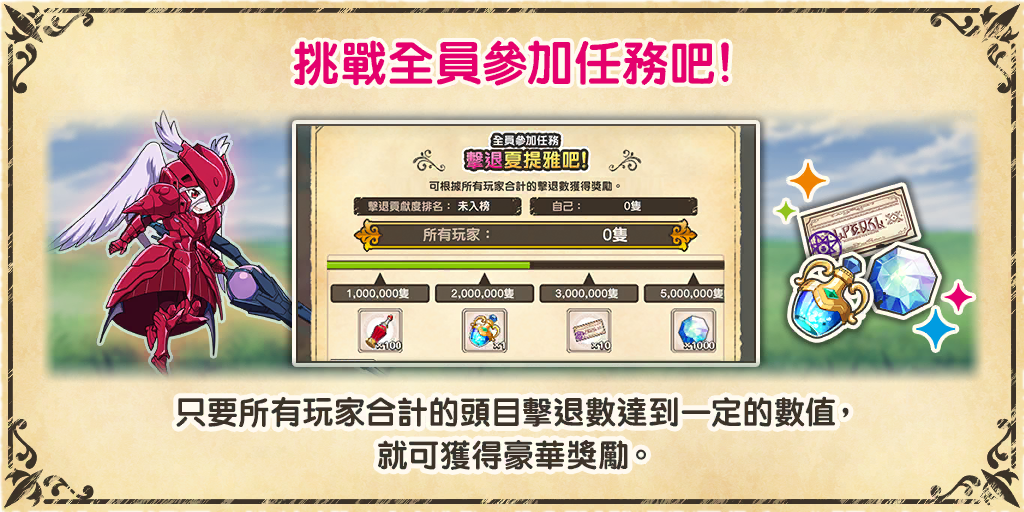 挑戰全員參加任務吧!
全員參加任務
擊退夏提雅吧!
可根據所有玩家合計的擊退數獲得獎勵。
擊退貢獻度排名： 未入榜 自己： 0隻
所有玩家： 0隻
1,000,000隻 2,000,000隻 3,000,000隻 5,000,000隻
x100 x1 x10 x1000
只要所有玩家合計的頭目擊退數達到一定的數值，
就可獲得豪華獎勵。